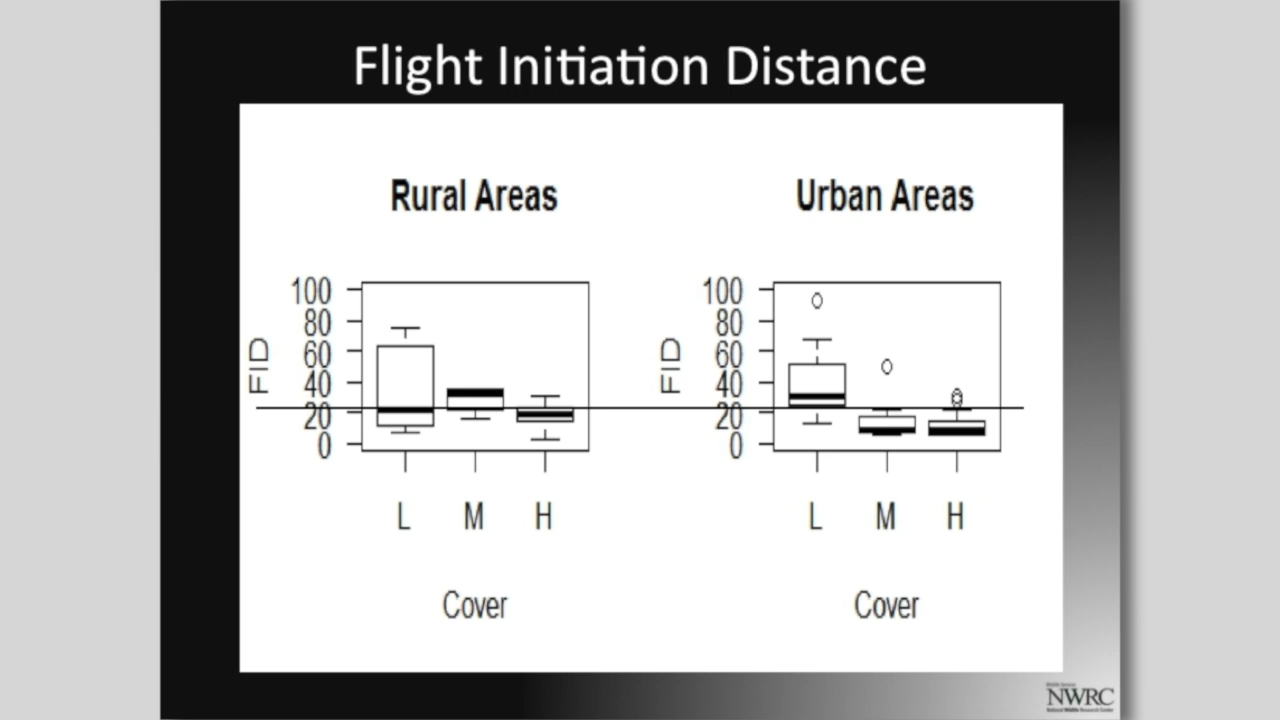 Flight Initiation Distance
Rural Areas
FID
100
80
60
40
20
0
L M H
Cover
Urban Areas
FID
100
80
60
40
20
0
L M H
Cover
NWRC